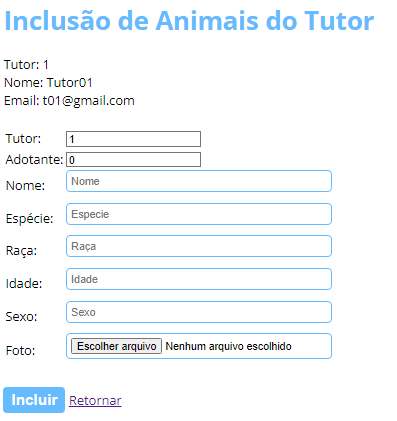 Inclusão de Animais do Tutor
Tutor: 1
Nome: Tutor01
Email: t01@gmail.com
Tutor: 1
Adotante: 0
Nome: Nome
Espécie: Especie
Raça: Raça
Idade: Idade
Sexo: Sexo
Foto: Escolher arquivo Nenhum arquivo escolhido
Incluir Retornar